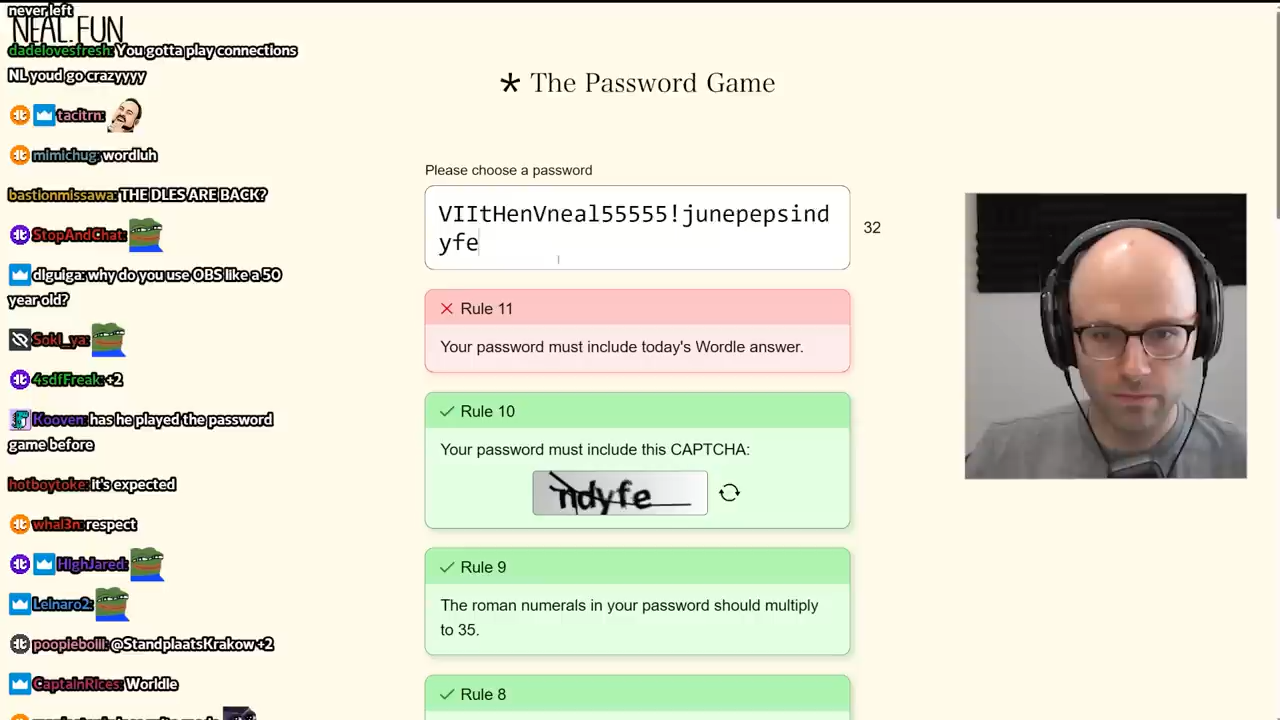 never left
NEAL.FUN
dadelovesfresh: You gotta play connections
NL youd go crazyyyy
tacitrn:
mimichug: wordluh
bastionmissawa: THE DLES ARE BACK?
StopAndChat:
dlguiga: why do you use OBS like a 50
year old?
Soki_ya:
4sdfFreak: +2
Kooven: has he played the password
game before
hotboytoke: it's expected
whal3n: respect
HighJared:
Lelnaro2:
pooplebolll: @StandplaatsKrakow +2
CaptainRices: Worldle
* The Password Game
Please choose a password
VIItHenVneal55555!junepepsind
yfe
32
Rule 11
Your password must include today's Wordle answer.
Rule 10
Your password must include this CAPTCHA:
ndyfe
Rule 9
The roman numerals in your password should multiply
to 35.
Rule 8